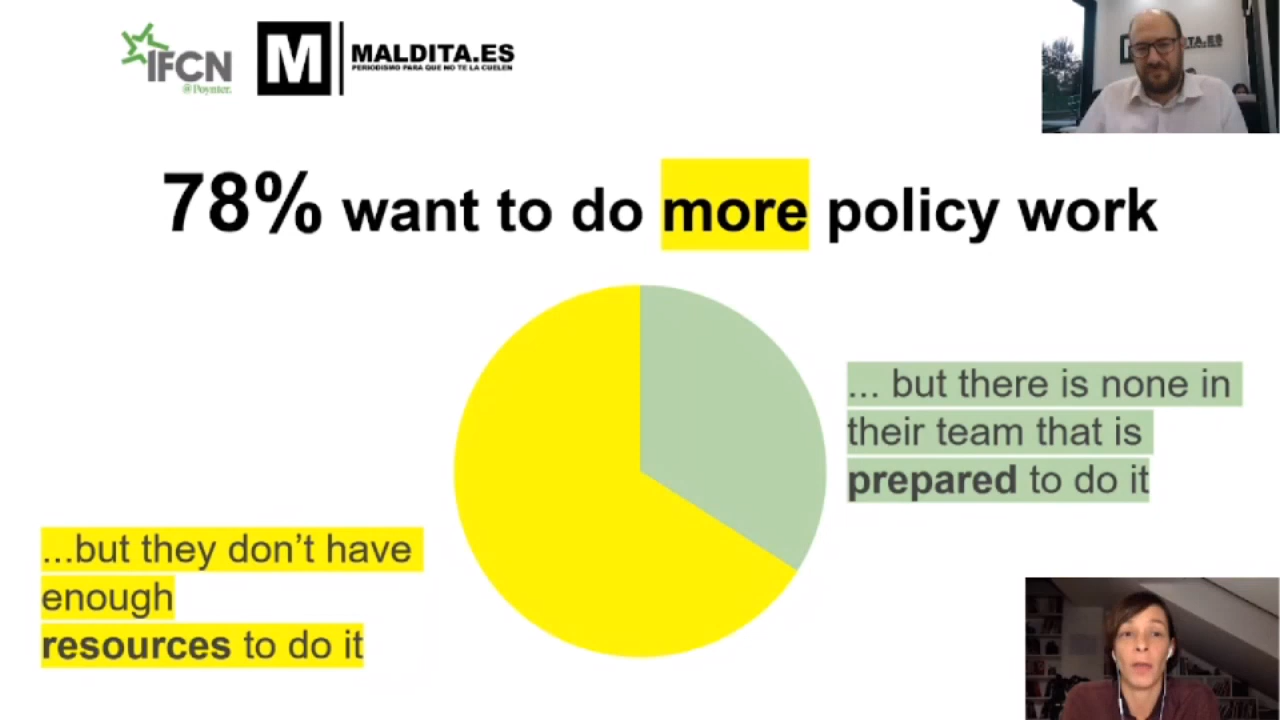 IFCN
@Poynter.
M
MALDITA.ES
PERIODISMO PARA QUE NO TE LA CUELEN
TA.ES
78% want to do more policy work
... but there is none in
their team that is
prepared to do it
...but they don’t have
enough
resources to do it